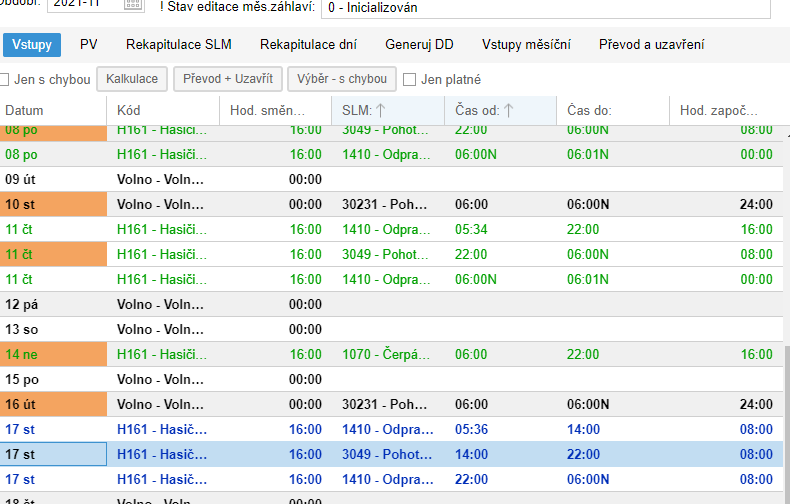 Období: 2021-11 ! Stav editace měs.záhlaví: 0 - Inicializován
Vstupy PV Rekapitulace SLM Rekapitulace dní Generuj DD Vstupy měsíční Převod a uzavření
Jen s chybou Kalkulace Převod + Uzavřít Výběr - s chybou Jen platné
Datum Kód Hod. směn... SLM: ↑ Čas od: ↑ Čas do: Hod. započ...
08 po H161 - Hasiči... 16:00 3049 - Pohot... 22:00 06:00N 08:00
08 po H161 - Hasiči... 16:00 1410 - Odpra... 06:00N 06:01N 00:00
09 út Volno - Voln... 00:00
10 st Volno - Voln... 00:00 30231 - Poh... 06:00 06:00N 24:00
11 čt H161 - Hasiči... 16:00 1410 - Odpra... 05:34 22:00 16:00
11 čt H161 - Hasiči... 16:00 3049 - Pohot... 22:00 06:00N 08:00
11 čt H161 - Hasiči... 16:00 1410 - Odpra... 06:00N 06:01N 00:00
12 pá Volno - Voln... 00:00
13 so Volno - Voln... 00:00
14 ne H161 - Hasiči... 16:00 1070 - Čerpá... 06:00 22:00 16:00
15 po Volno - Voln... 00:00
16 út Volno - Voln... 00:00 30231 - Poh... 06:00 06:00N 24:00
17 st H161 - Hasič... 16:00 1410 - Odpra... 05:36 14:00 08:00
17 st H161 - Hasič... 16:00 3049 - Pohot... 14:00 22:00 08:00
17 st H161 - Hasič... 16:00 1410 - Odpra... 22:00 06:00N 08:00
18 čt Volno - Voln... 00:00